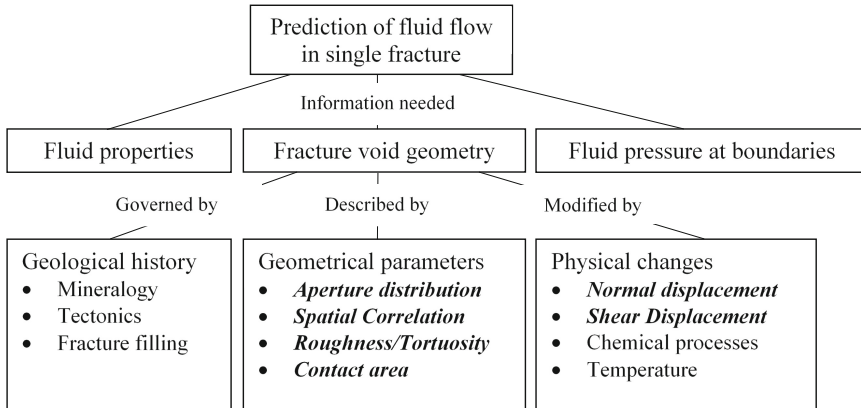 Prediction of fluid flow
in single fracture
Information needed
Fluid properties
Fracture void geometry
Fluid pressure at boundaries
Governed by
Described by
Modified by
Geological history
• Mineralogy
• Tectonics
• Fracture filling
Geometrical parameters
• Aperture distribution
• Spatial Correlation
• Roughness/Tortuosity
• Contact area
Physical changes
• Normal displacement
• Shear Displacement
• Chemical processes
• Temperature